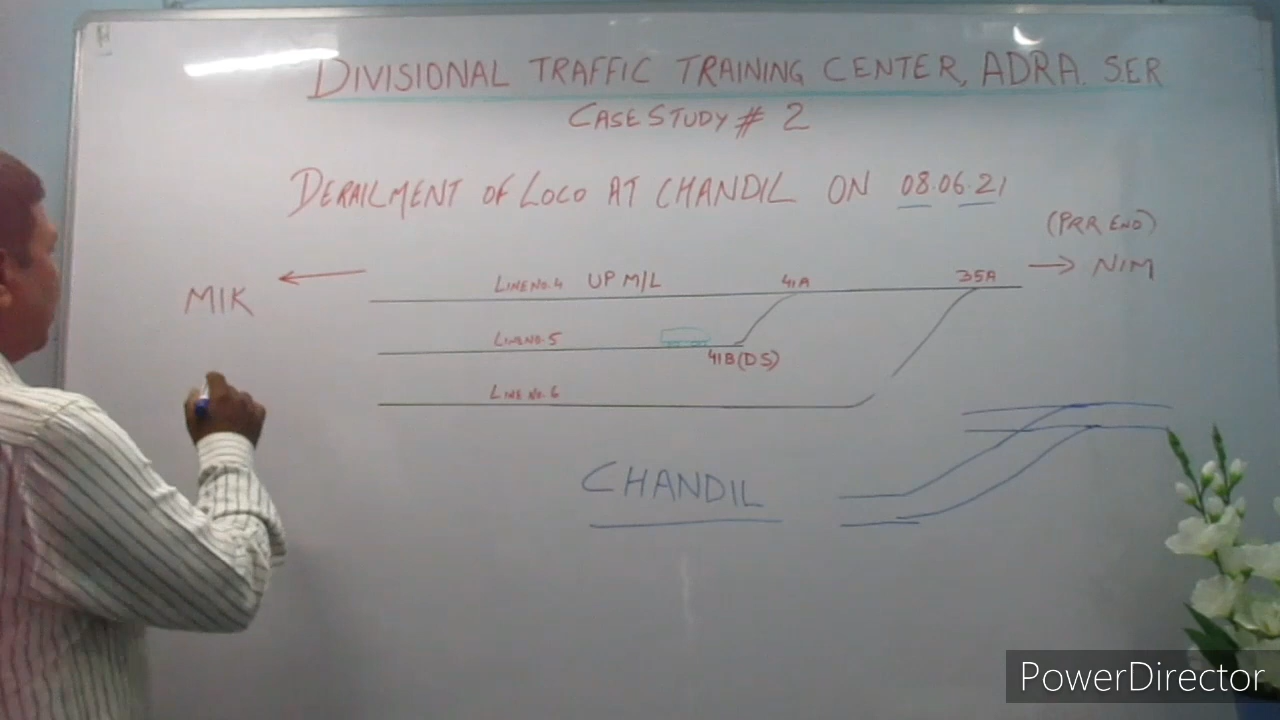 DIVISIONAL TRAFFIC TRAINING CENTER, ADRA. SER
CASE STUDY # 2
DERAILMENT OF LOCO AT CHANDIL ON 08.06.21
(PRR END)
MIK
LINE NO. 4 UP M/L 41A 35A → NIM
LINE NO. 5
41B(DS)
LINE NO. 6
CHANDIL
PowerDirector